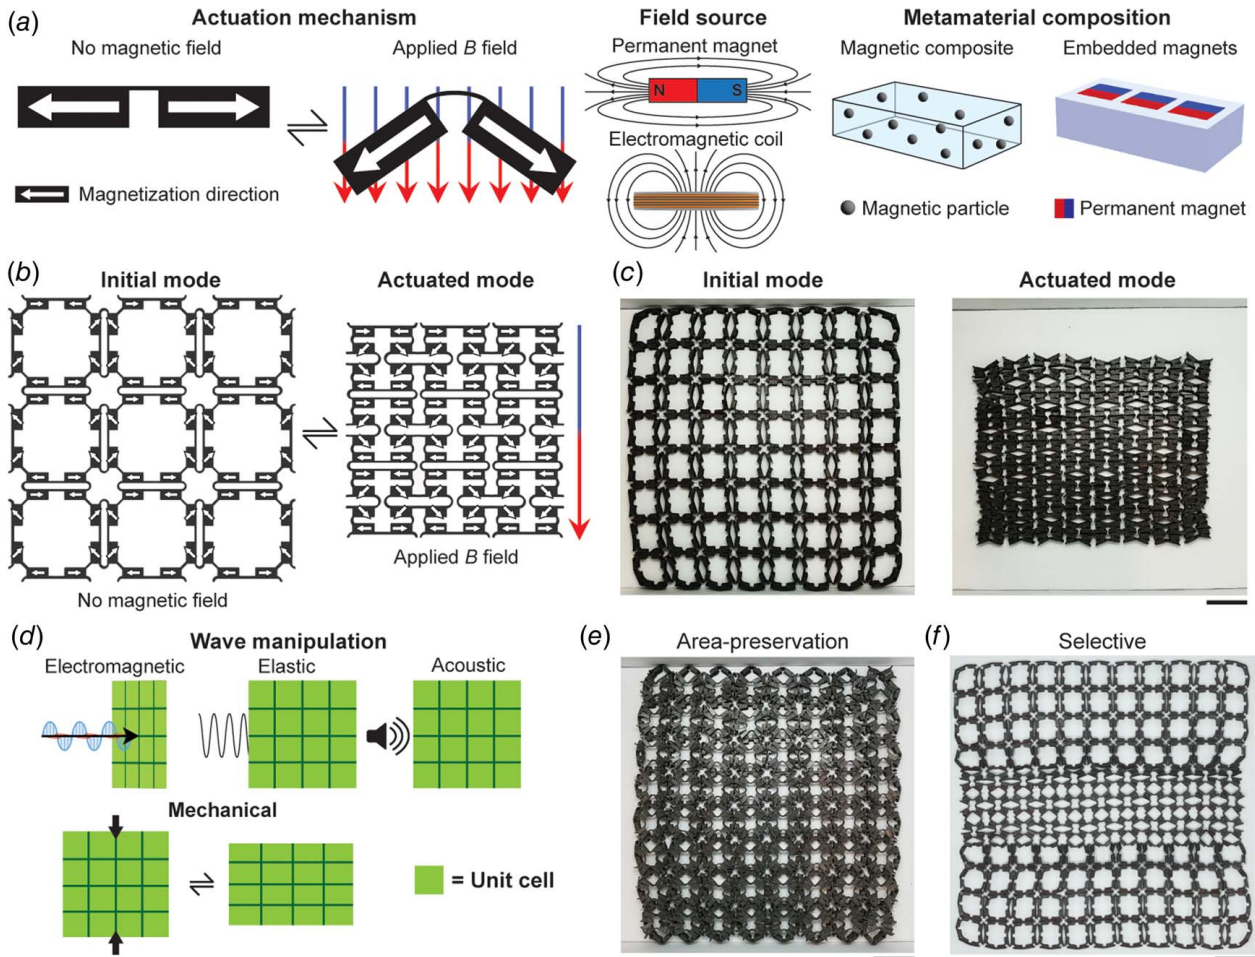 (a)
Actuation mechanism
Field source
Metamaterial composition
No magnetic field
Applied B field
Permanent magnet
Magnetic composite
Embedded magnets
N
S
Electromagnetic coil
Magnetization direction
Magnetic particle
Permanent magnet
(b)
Initial mode
Actuated mode
Applied B field
No magnetic field
(c)
Initial mode
Actuated mode
(d)
Wave manipulation
Electromagnetic
Elastic
Acoustic
Mechanical
= Unit cell
(e)
Area-preservation
(f)
Selective